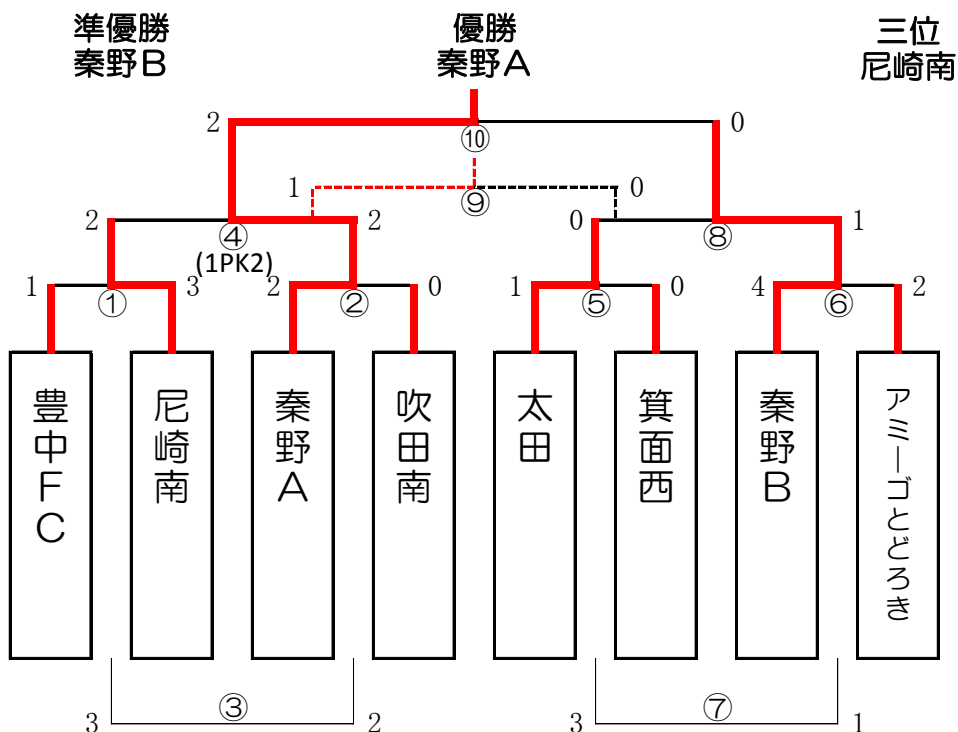 準優勝
秦野B
優勝
秦野A
三位
尼崎南
2
⑩
0
1
⑨
0
2
④
2
0
⑧
1
(1PK2)
1
①
3
2
②
0
1
⑤
0
4
⑥
2
豊中FC
尼崎南
秦野A
吹田南
太田
箕面西
秦野B
アミーゴとどろき
3
③
2
3
⑦
1